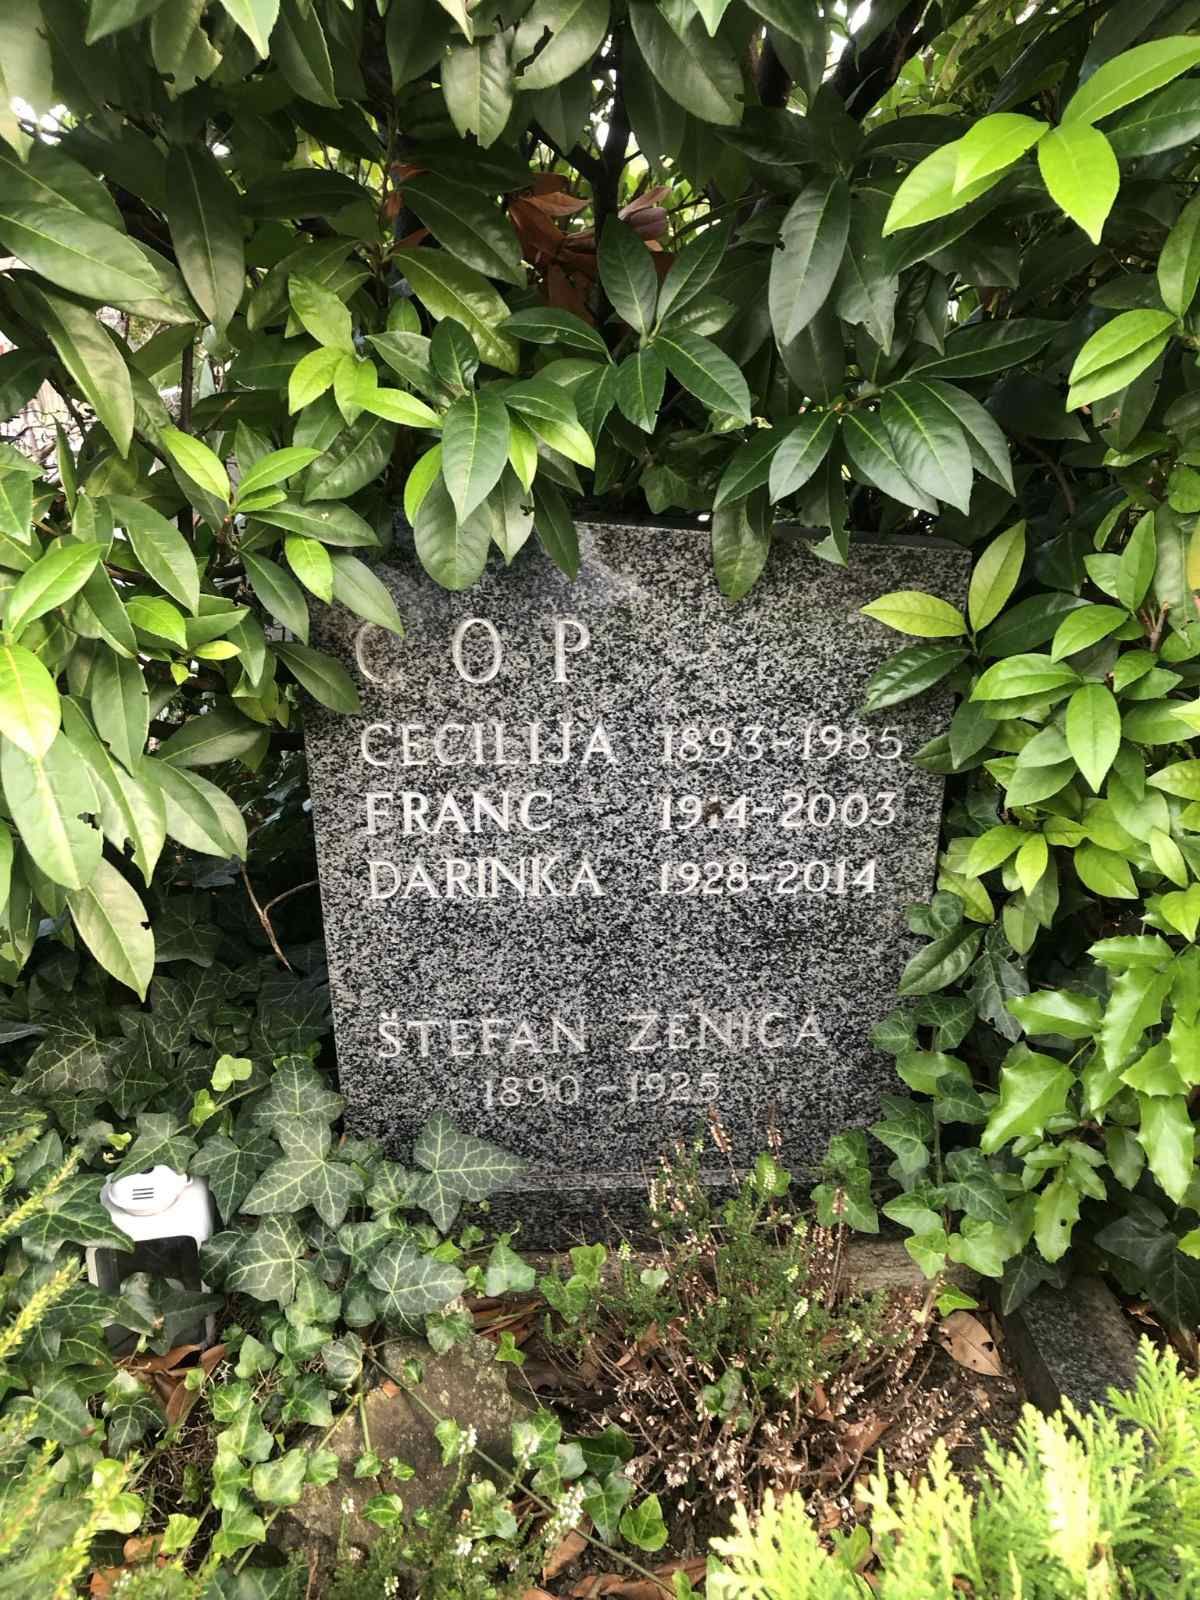 COP
CECILIJA 1893-1985
FRANC
DARINKA 1928-2014
ŠTEFAN ZENICA
1890-1925